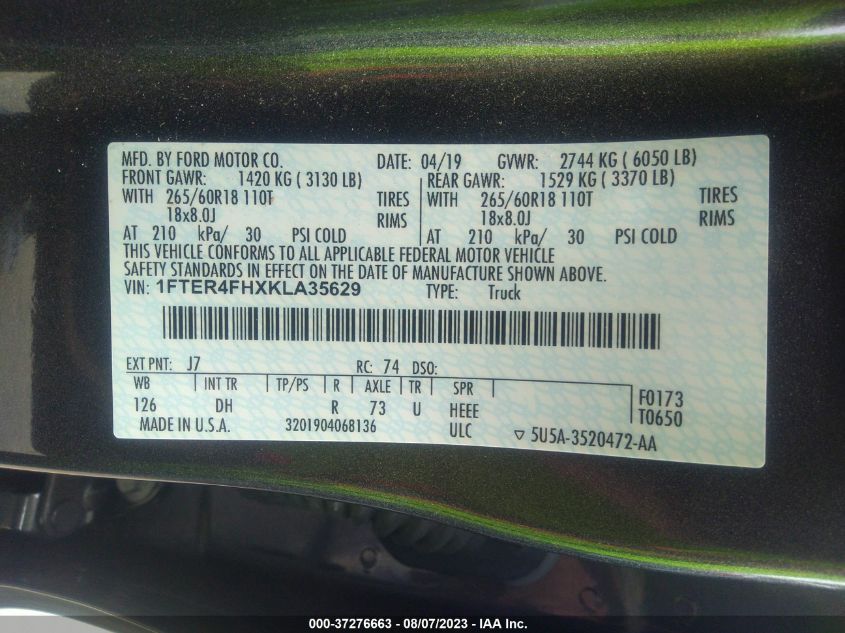 MFD. BY FORD MOTOR CO. DATE: 04/19 GVWR: 2744 KG ( 6050 LB)
FRONT GAWR: 1420 KG ( 3130 LB) REAR GAWR: 1529 KG ( 3370 LB)
WITH 265/60R18 110T TIRES WITH 265/60R18 110T TIRES
18x8.0J RIMS 18x8.0J RIMS
AT 210 kPa/ 30 PSI COLD AT 210 kPa/ 30 PSI COLD
THIS VEHICLE CONFORMS TO ALL APPLICABLE FEDERAL MOTOR VEHICLE
SAFETY STANDARDS IN EFFECT ON THE DATE OF MANUFACTURE SHOWN ABOVE.
VIN: 1FTER4FHXKLA35629 TYPE: Truck
EXT PNT: J7 RC: 74 DSO:
WB INT TR TP/PS R AXLE TR SPR
126 DH R 73 U HEEE F0173
MADE IN U.S.A. 3201904068136 ULC T0650
▽ 5U5A-3520472-AA
000-37276663 - 08/07/2023 - IAA Inc.